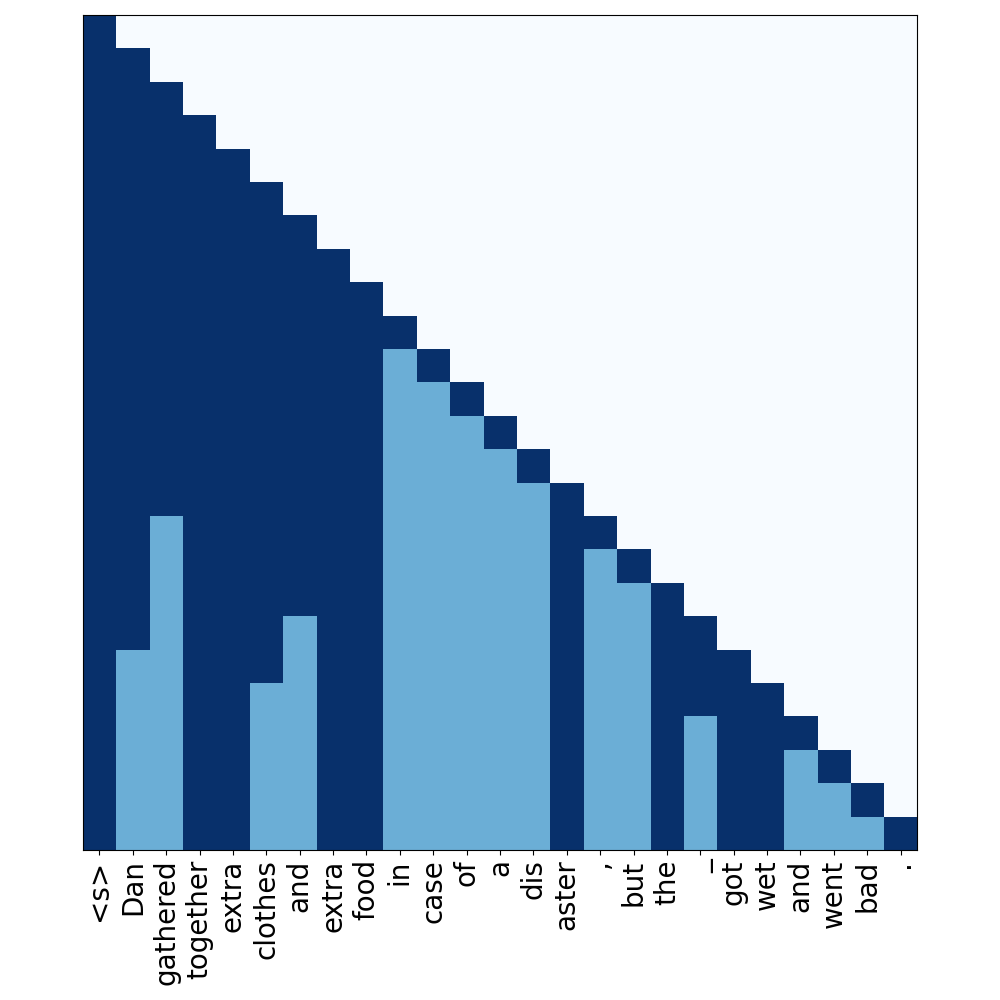 <s> Dan gathered together extra clothes and extra food in case of a dis aster , but the _ got wet and went bad .